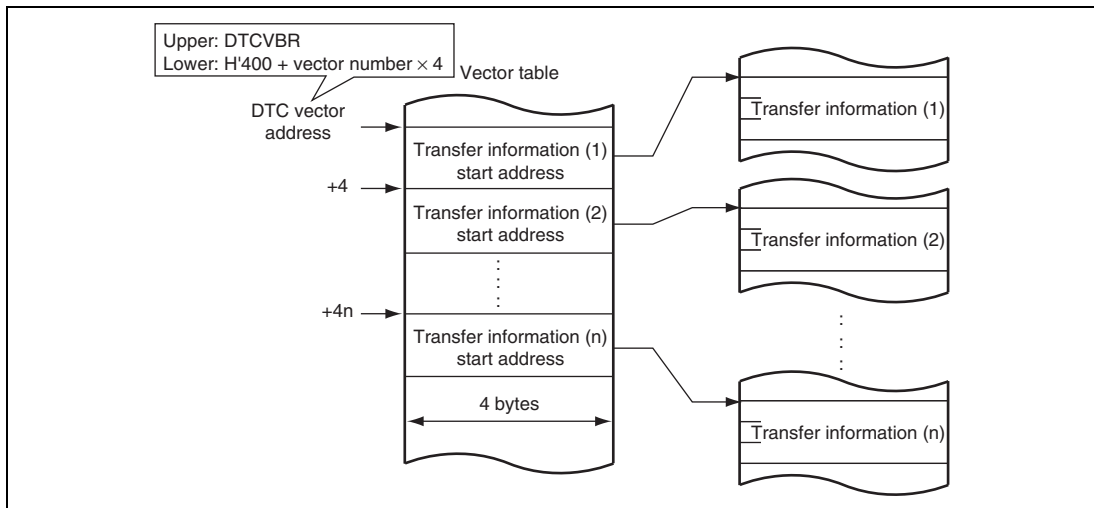 Upper: DTCVBR
Lower: H'400 + vector number × 4
Vector table
DTC vector
address
Transfer information (1)
start address
+4
Transfer information (2)
start address
+4n
Transfer information (n)
start address
4 bytes
Transfer information (1)
Transfer information (2)
Transfer information (n)